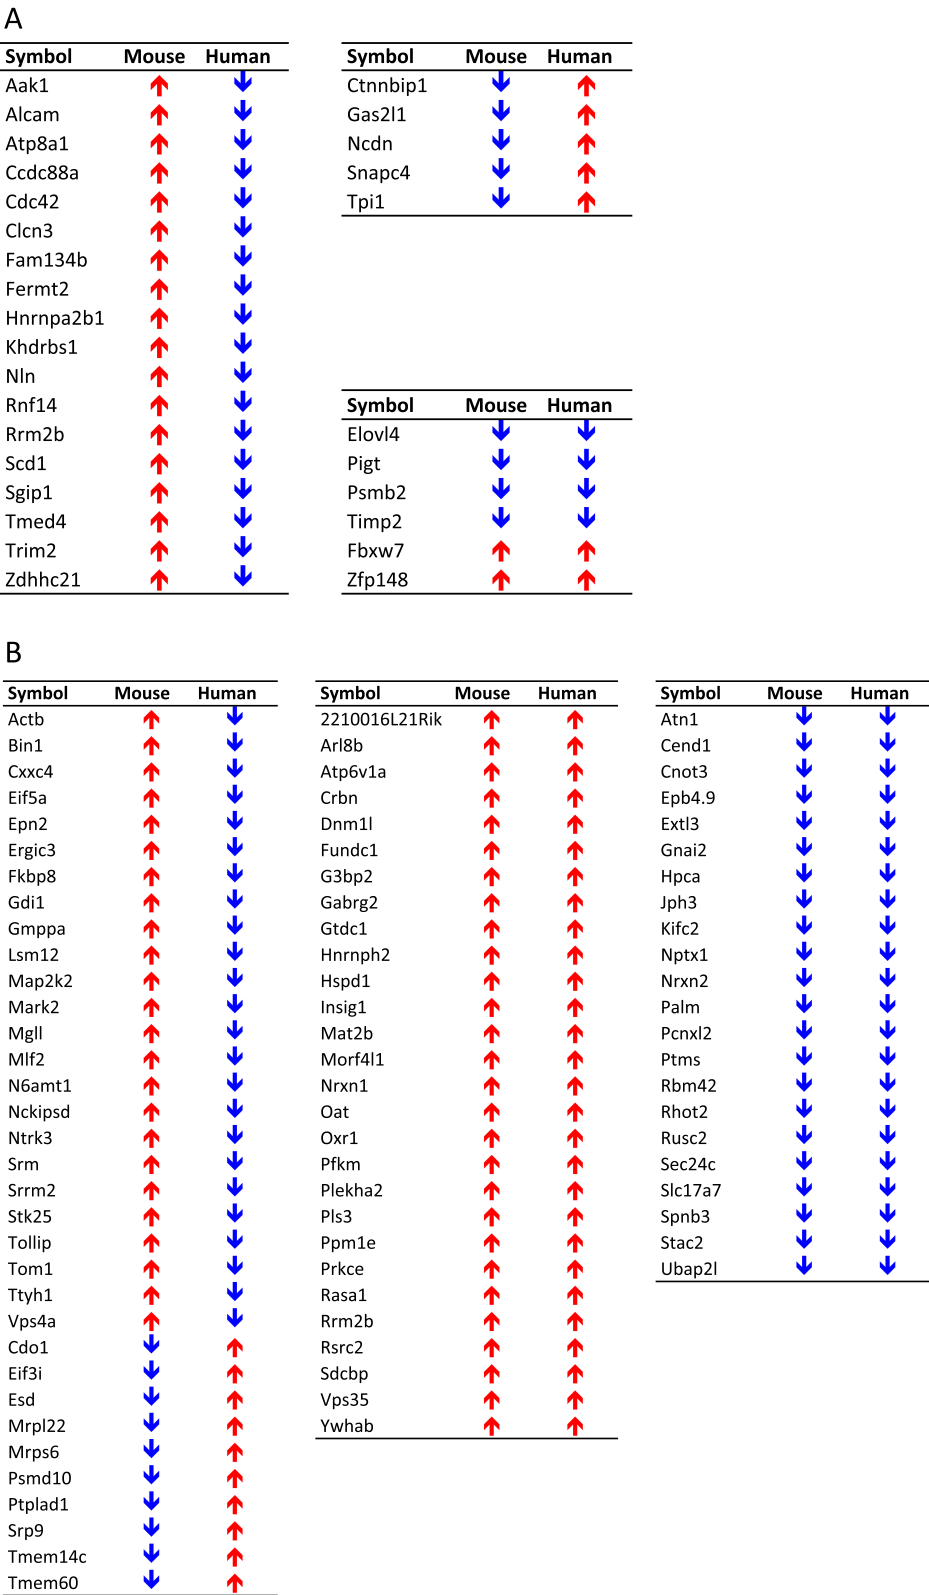 A
Symbol Mouse Human
Aak1
Alcam
Atp8a1
Ccdc88a
Cdc42
Clcn3
Fam134b
Fermt2
Hnrnpa2b1
Khdrbs1
Nln
Rnf14
Rrm2b
Scd1
Sgip1
Tmed4
Trim2
Zdhhc21
Symbol Mouse Human
Ctnnbip1
Gas2l1
Ncdn
Snapc4
Tpi1
Symbol Mouse Human
Elovl4
Pigt
Psmb2
Timp2
Fbxw7
Zfp148
B
Symbol Mouse Human
Actb
Bin1
Cxxc4
Eif5a
Epn2
Ergic3
Fkbp8
Gdi1
Gmppa
Lsm12
Map2k2
Mark2
Mgll
Mlf2
N6amt1
Nckipsd
Ntrk3
Srm
Srrm2
Stk25
Tollip
Tom1
Ttyh1
Vps4a
Cdo1
Eif3i
Esd
Mrpl22
Mrps6
Psmd10
Ptplad1
Srp9
Tmem14c
Tmem60
Symbol Mouse Human
2210016L21Rik
Arl8b
Atp6v1a
Crbn
Dnm1l
Fundc1
G3bp2
Gabrg2
Gtdc1
Hnrnph2
Hspd1
Insig1
Mat2b
Morf4l1
Nrxn1
Oat
Oxr1
Pfkm
Plekha2
Pls3
Ppm1e
Prkce
Rasa1
Rrm2b
Rsrc2
Sdcbp
Vps35
Ywhab
Symbol Mouse Human
Atn1
Cend1
Cnot3
Epb4.9
Extl3
Gnai2
Hpca
Jph3
Kifc2
Nptx1
Nrxn2
Palm
Pcnxl2
Ptms
Rbm42
Rhot2
Rusc2
Sec24c
Slc17a7
Spnb3
Stac2
Ubap2l